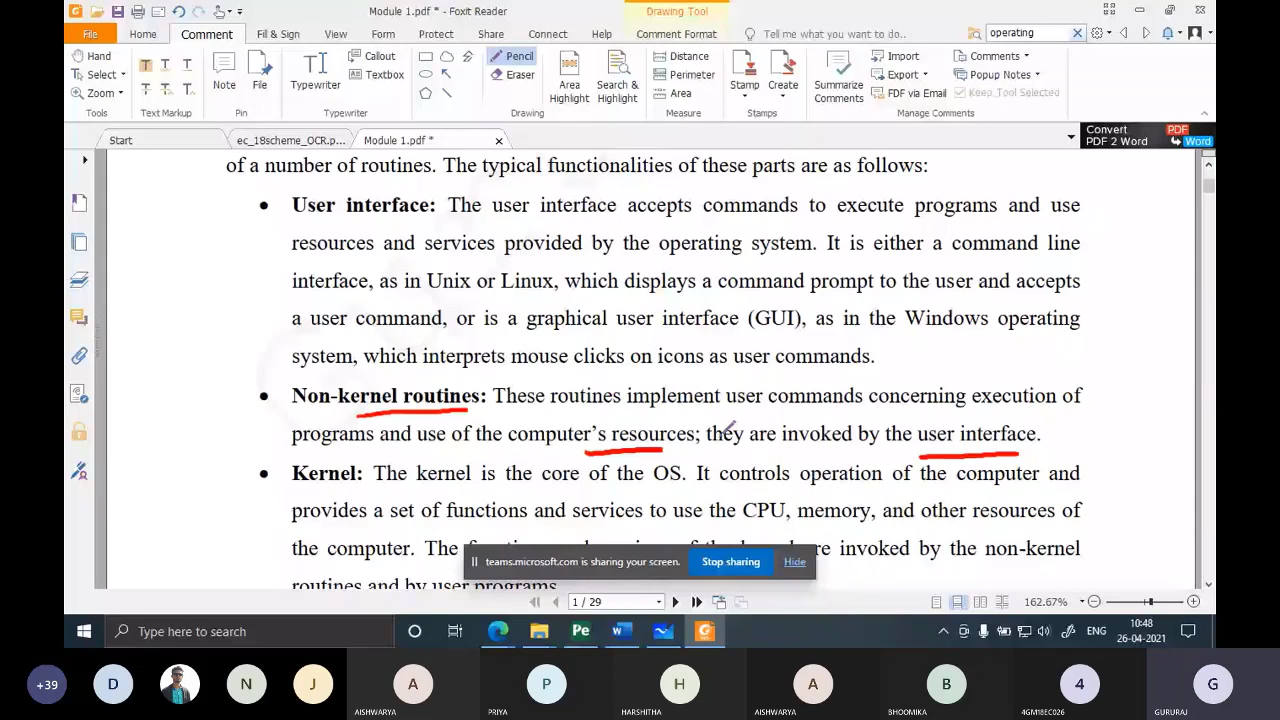 Module 1.pdf * - Foxit Reader
Drawing Tool
File Home Comment Fill & Sign View Form Protect Share Connect Help Comment Format Tell me what you want to do... operating
Hand
Select
Zoom
Tools
Text Markup
Note
File
Typewriter
Callout
Textbox
Typewriter
Pencil
Eraser
Drawing
Area Highlight
Search & Highlight
Distance
Perimeter
Area
Measure
Stamp
Create
Stamps
Summarize Comments
Import
Export
FDF via Email
Comments
Popup Notes
Keep Tool Selected
Manage Comments
Start
ec_18scheme_OCR.p...
Module 1.pdf *
Convert PDF
PDF 2 Word Word
of a number of routines. The typical functionalities of these parts are as follows:
• User interface: The user interface accepts commands to execute programs and use
resources and services provided by the operating system. It is either a command line
interface, as in Unix or Linux, which displays a command prompt to the user and accepts
a user command, or is a graphical user interface (GUI), as in the Windows operating
system, which interprets mouse clicks on icons as user commands.
• Non-kernel routines: These routines implement user commands concerning execution of
programs and use of the computer’s resources; they are invoked by the user interface.
• Kernel: The kernel is the core of the OS. It controls operation of the computer and
provides a set of functions and services to use the CPU, memory, and other resources of
the computer. The are invoked by the non-kernel
routines and by user programs.
teams.microsoft.com is sharing your screen. Stop sharing Hide
1 / 29
162.67%
Type here to search
Pe
ENG
10:48
26-04-2021
+39 D N J A P H A B 4 G
AISHWARYA PRIYA HARSHITHA AISHWARYA BHOOMIKA 4GM18EC026 GURURAJ